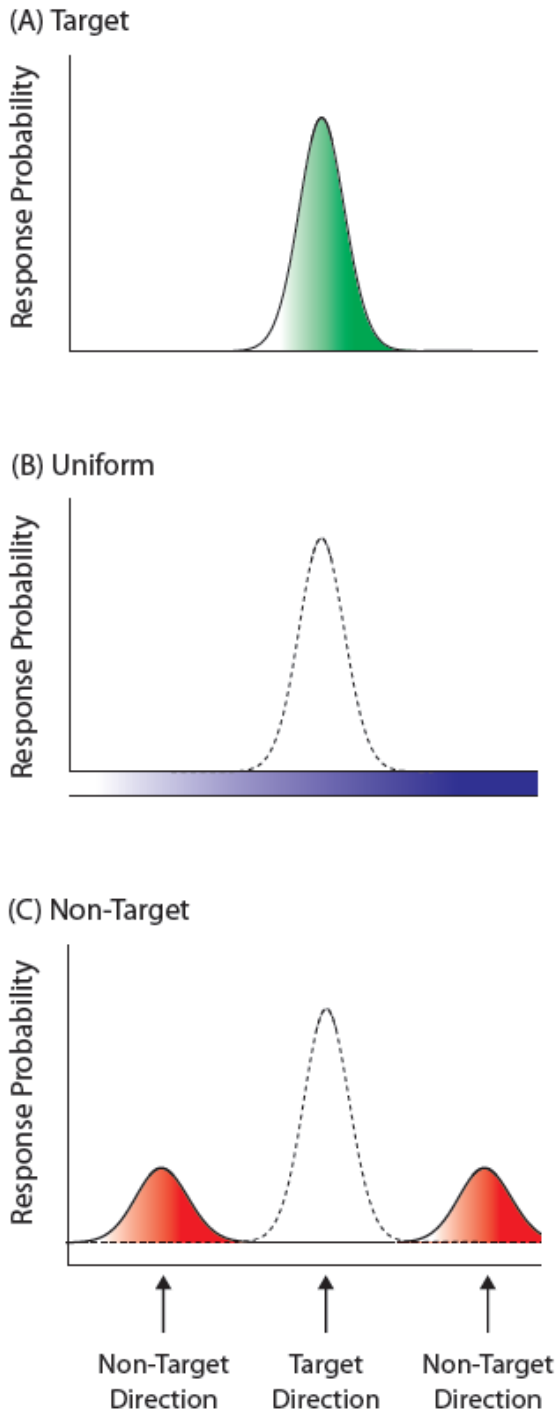 (A) Target
Response Probability
(B) Uniform
Response Probability
(C) Non-Target
Response Probability
Non-Target
Direction
Target
Direction
Non-Target
Direction